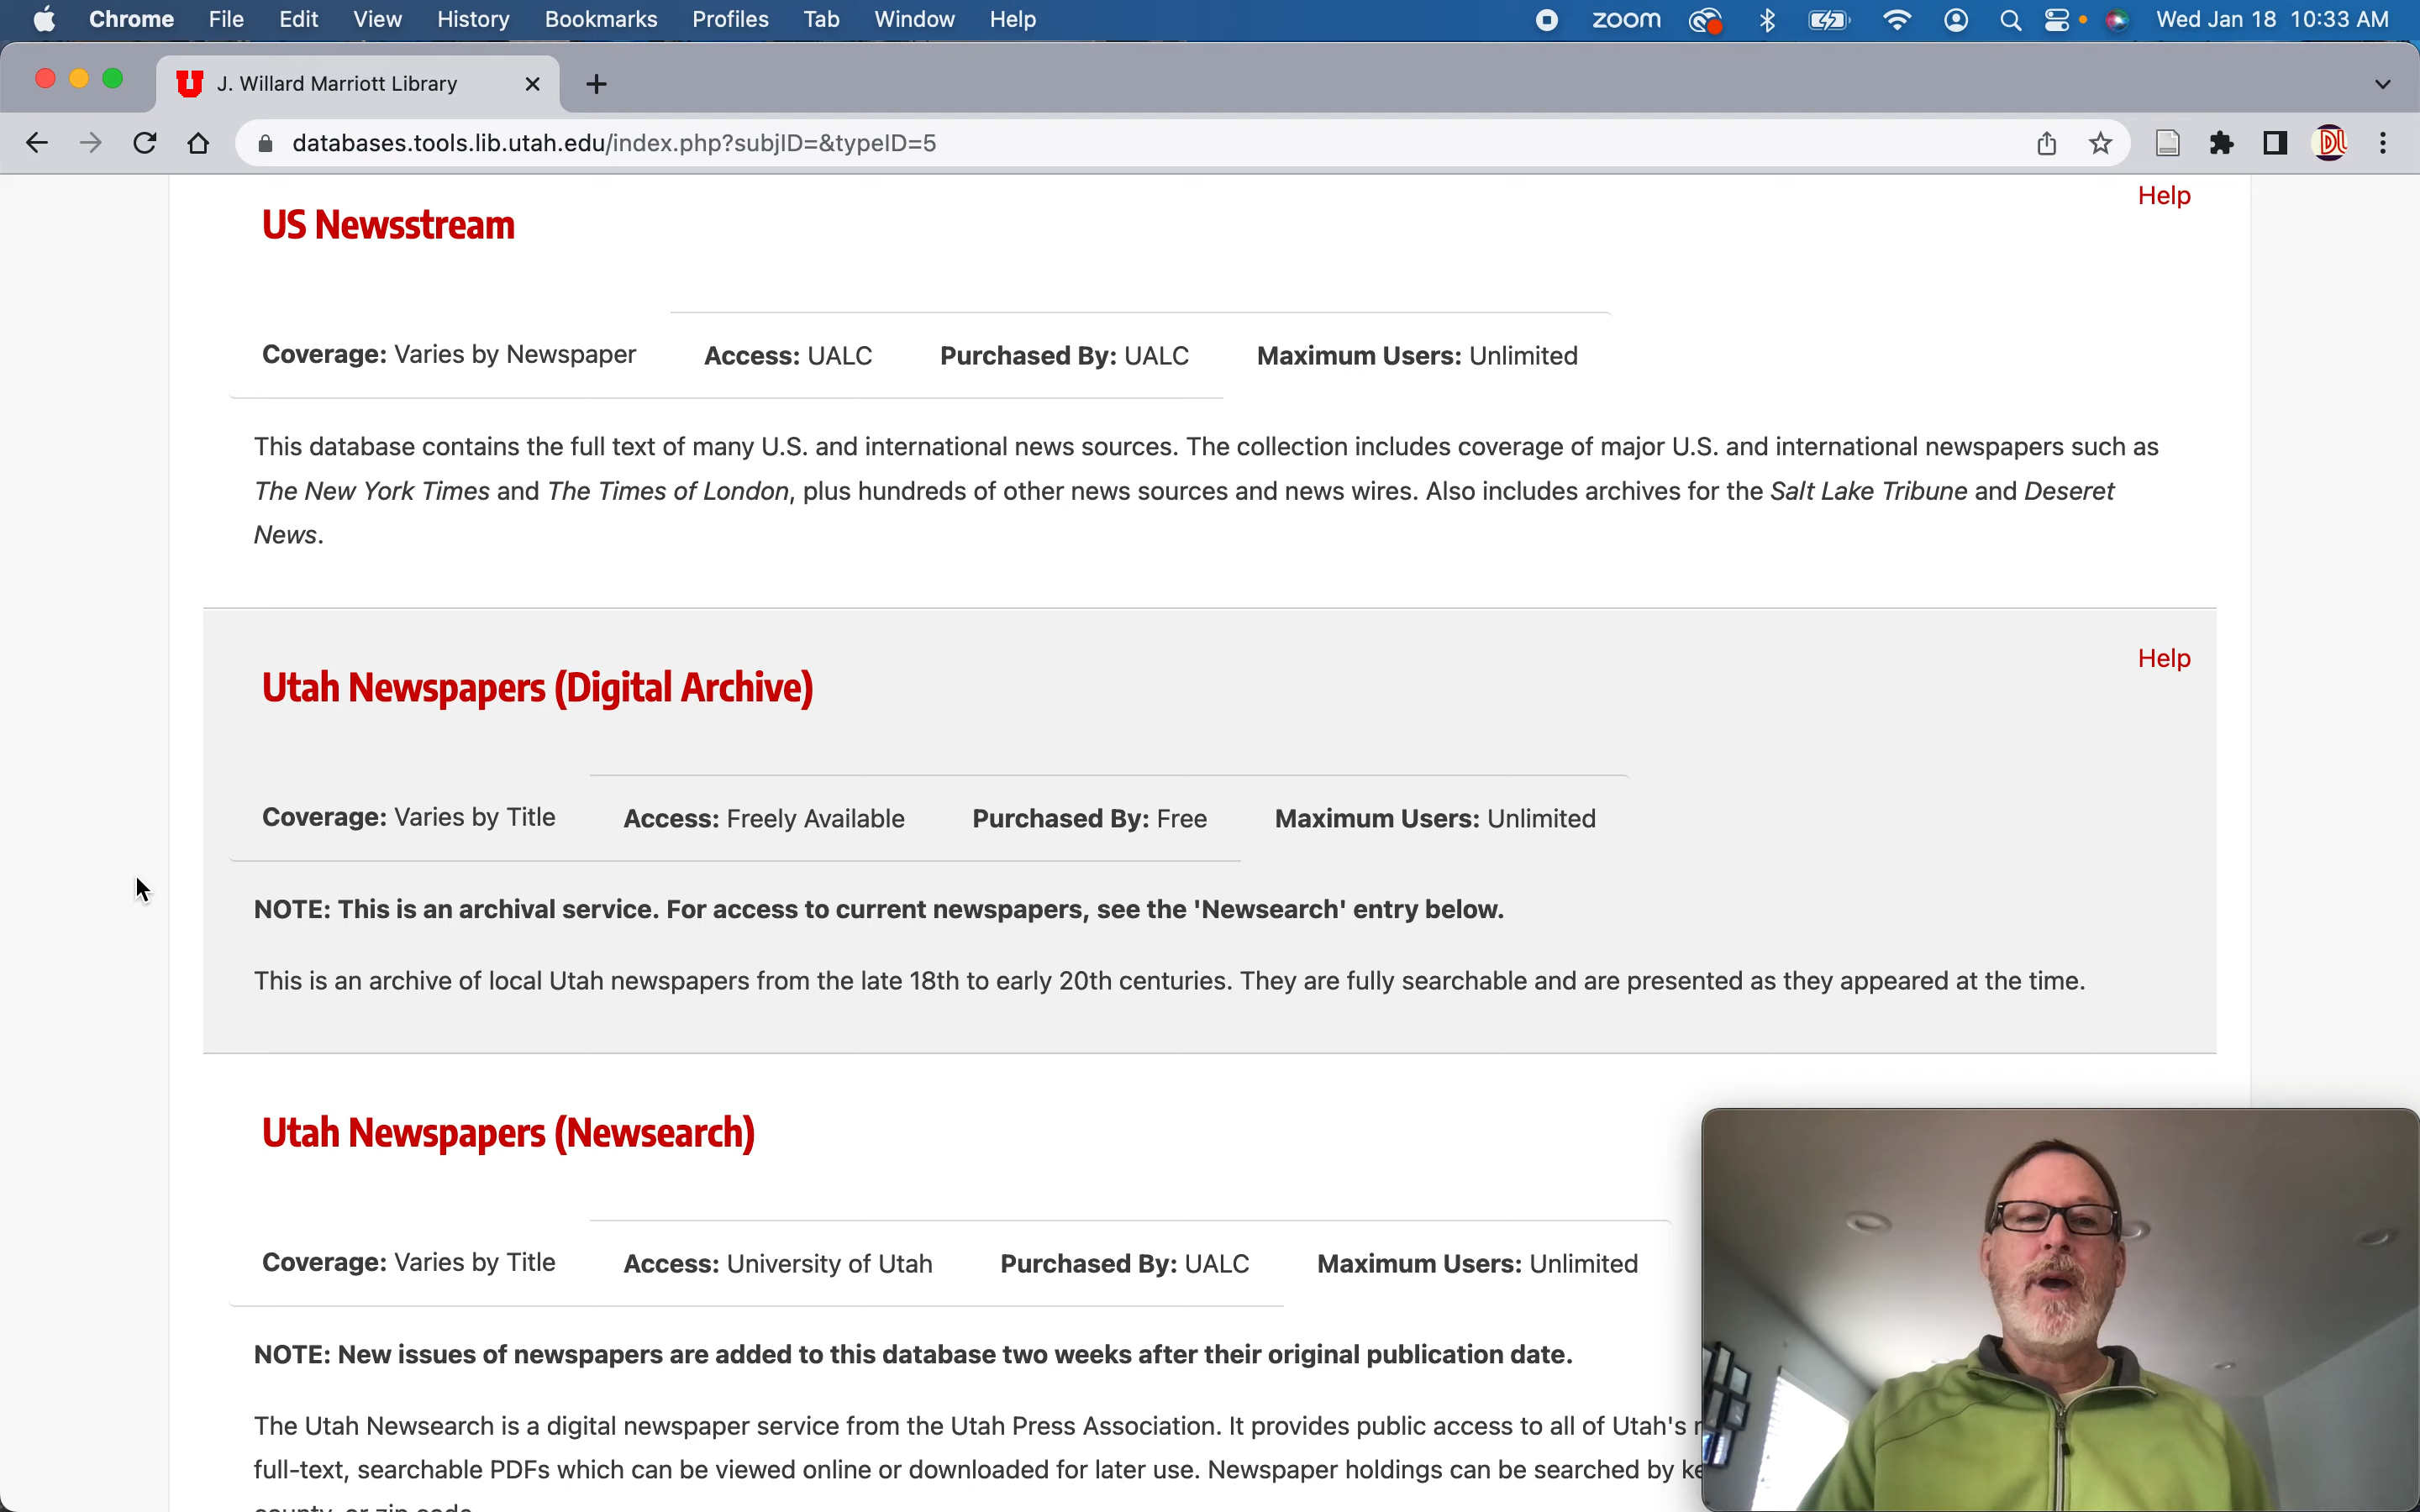 Chrome File Edit View History Bookmarks Profiles Tab Window Help zoom Wed Jan 18 10:33 AM
J. Willard Marriott Library
databases.tools.lib.utah.edu/index.php?subjID=&typeID=5
Help
US Newsstream
Coverage: Varies by Newspaper Access: UALC Purchased By: UALC Maximum Users: Unlimited
This database contains the full text of many U.S. and international news sources. The collection includes coverage of major U.S. and international newspapers such as
The New York Times and The Times of London, plus hundreds of other news sources and news wires. Also includes archives for the Salt Lake Tribune and Deseret
News.
Help
Utah Newspapers (Digital Archive)
Coverage: Varies by Title Access: Freely Available Purchased By: Free Maximum Users: Unlimited
NOTE: This is an archival service. For access to current newspapers, see the 'Newsearch' entry below.
This is an archive of local Utah newspapers from the late 18th to early 20th centuries. They are fully searchable and are presented as they appeared at the time.
Utah Newspapers (Newsearch)
Coverage: Varies by Title Access: University of Utah Purchased By: UALC Maximum Users: Unlimited
NOTE: New issues of newspapers are added to this database two weeks after their original publication date.
The Utah Newsearch is a digital newspaper service from the Utah Press Association. It provides public access to all of Utah's
full-text, searchable PDFs which can be viewed online or downloaded for later use. Newspaper holdings can be searched by